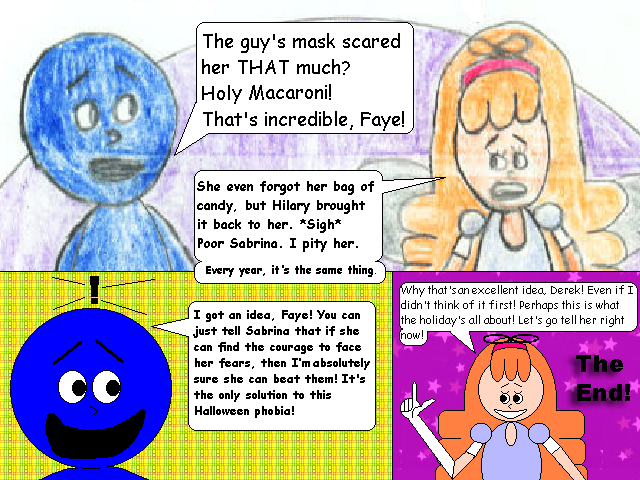 The guy's mask scared
her THAT much?
Holy Macaroni!
That's incredible, Faye!
She even forgot her bag of
candy, but Hilary brought
it back to her. *Sigh*
Poor Sabrina. I pity her.
Every year, it's the same thing.
!
I got an idea, Faye! You can
just tell Sabrina that if she
can find the courage to face
her fears, then I'm absolutely
sure she can beat them! It's
the only solution to this
Halloween phobia!
Why that's an excellent idea, Derek! Even if I
didn't think of it first! Perhaps this is what
the holiday's all about! Let's go tell her right
now!
The
End!